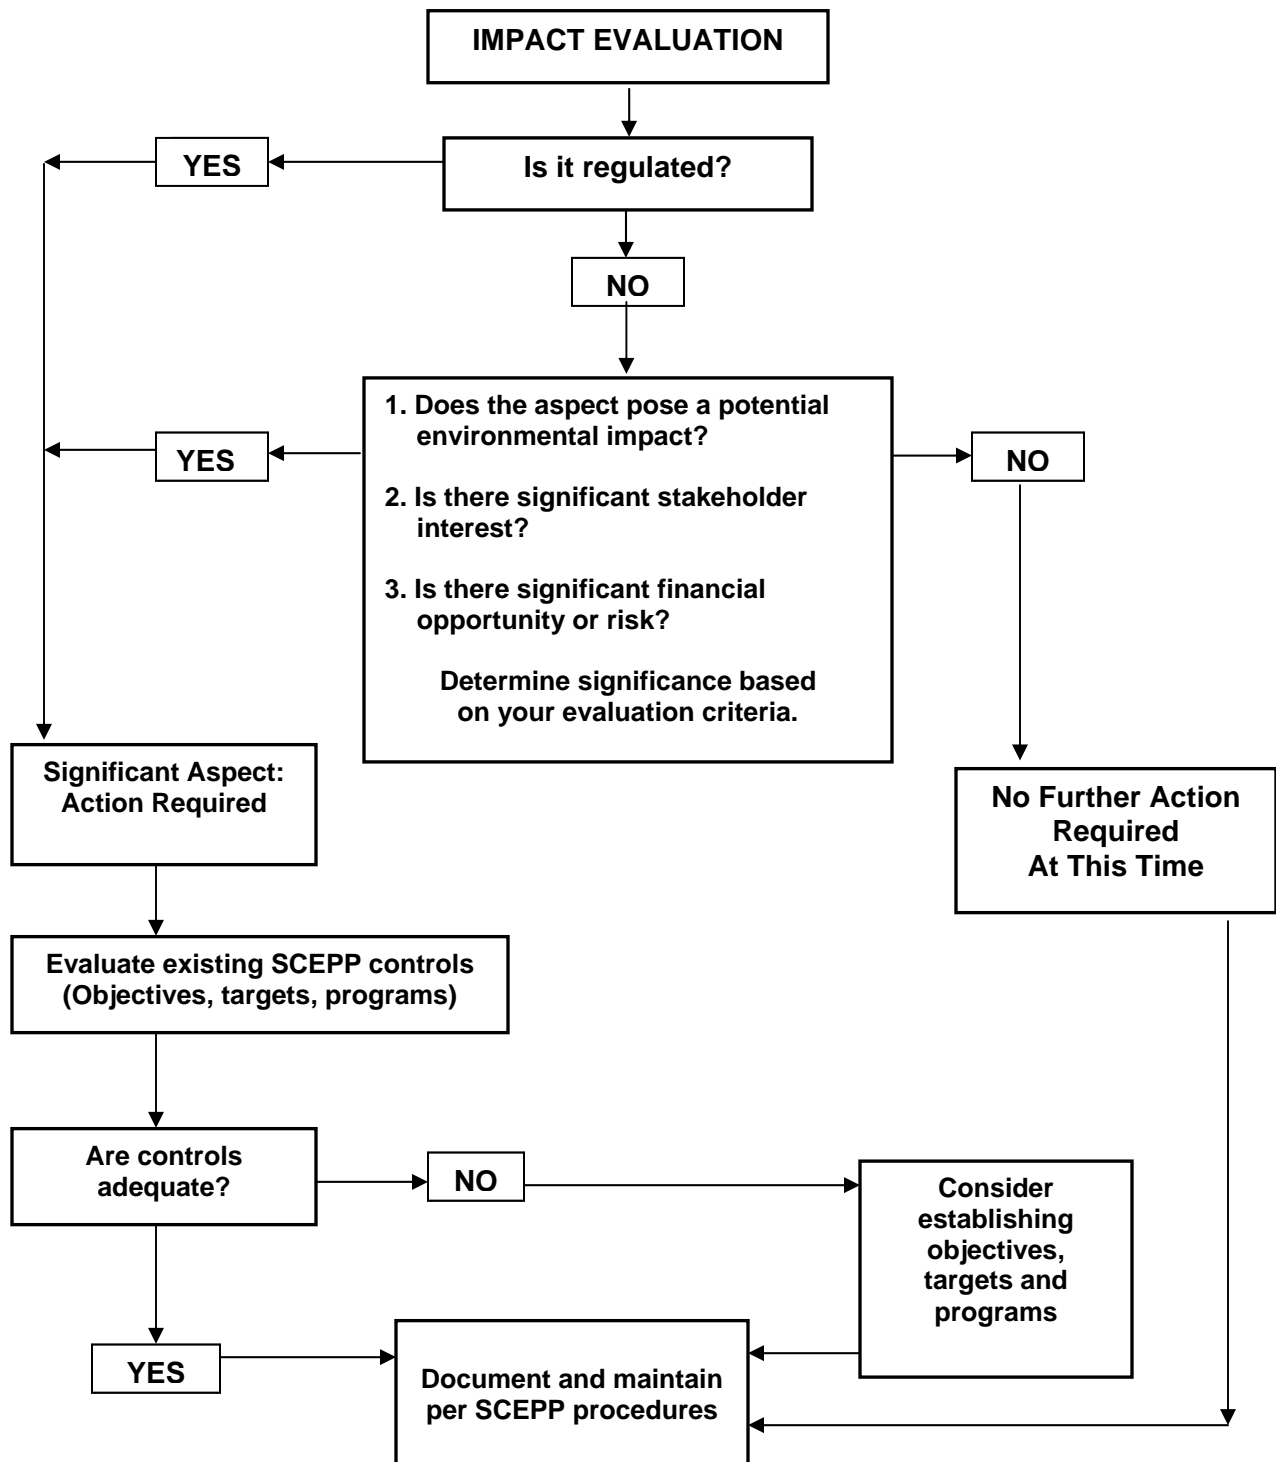 IMPACT EVALUATION
Is it regulated?
YES
NO
1. Does the aspect pose a potential
environmental impact?
2. Is there significant stakeholder
interest?
3. Is there significant financial
opportunity or risk?
Determine significance based
on your evaluation criteria.
YES
NO
Significant Aspect:
Action Required
No Further Action
Required
At This Time
Evaluate existing SCEPP controls
(Objectives, targets, programs)
Are controls
adequate?
NO
Consider
establishing
objectives,
targets and
programs
YES
Document and maintain
per SCEPP procedures